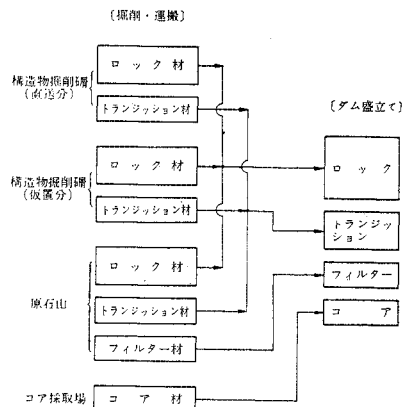 〔掘削・運搬〕
ロック材
構造物掘削碿
(直送分)
トランジッション材
〔ダム盛立て〕
ロック材
ロック
構造物掘削碿
(仮置分)
トランジッション材
トランジッ
ション
ロック材
フィルター
原石山
トランジッション材
コア
フィルター材
コア採取場
コア材